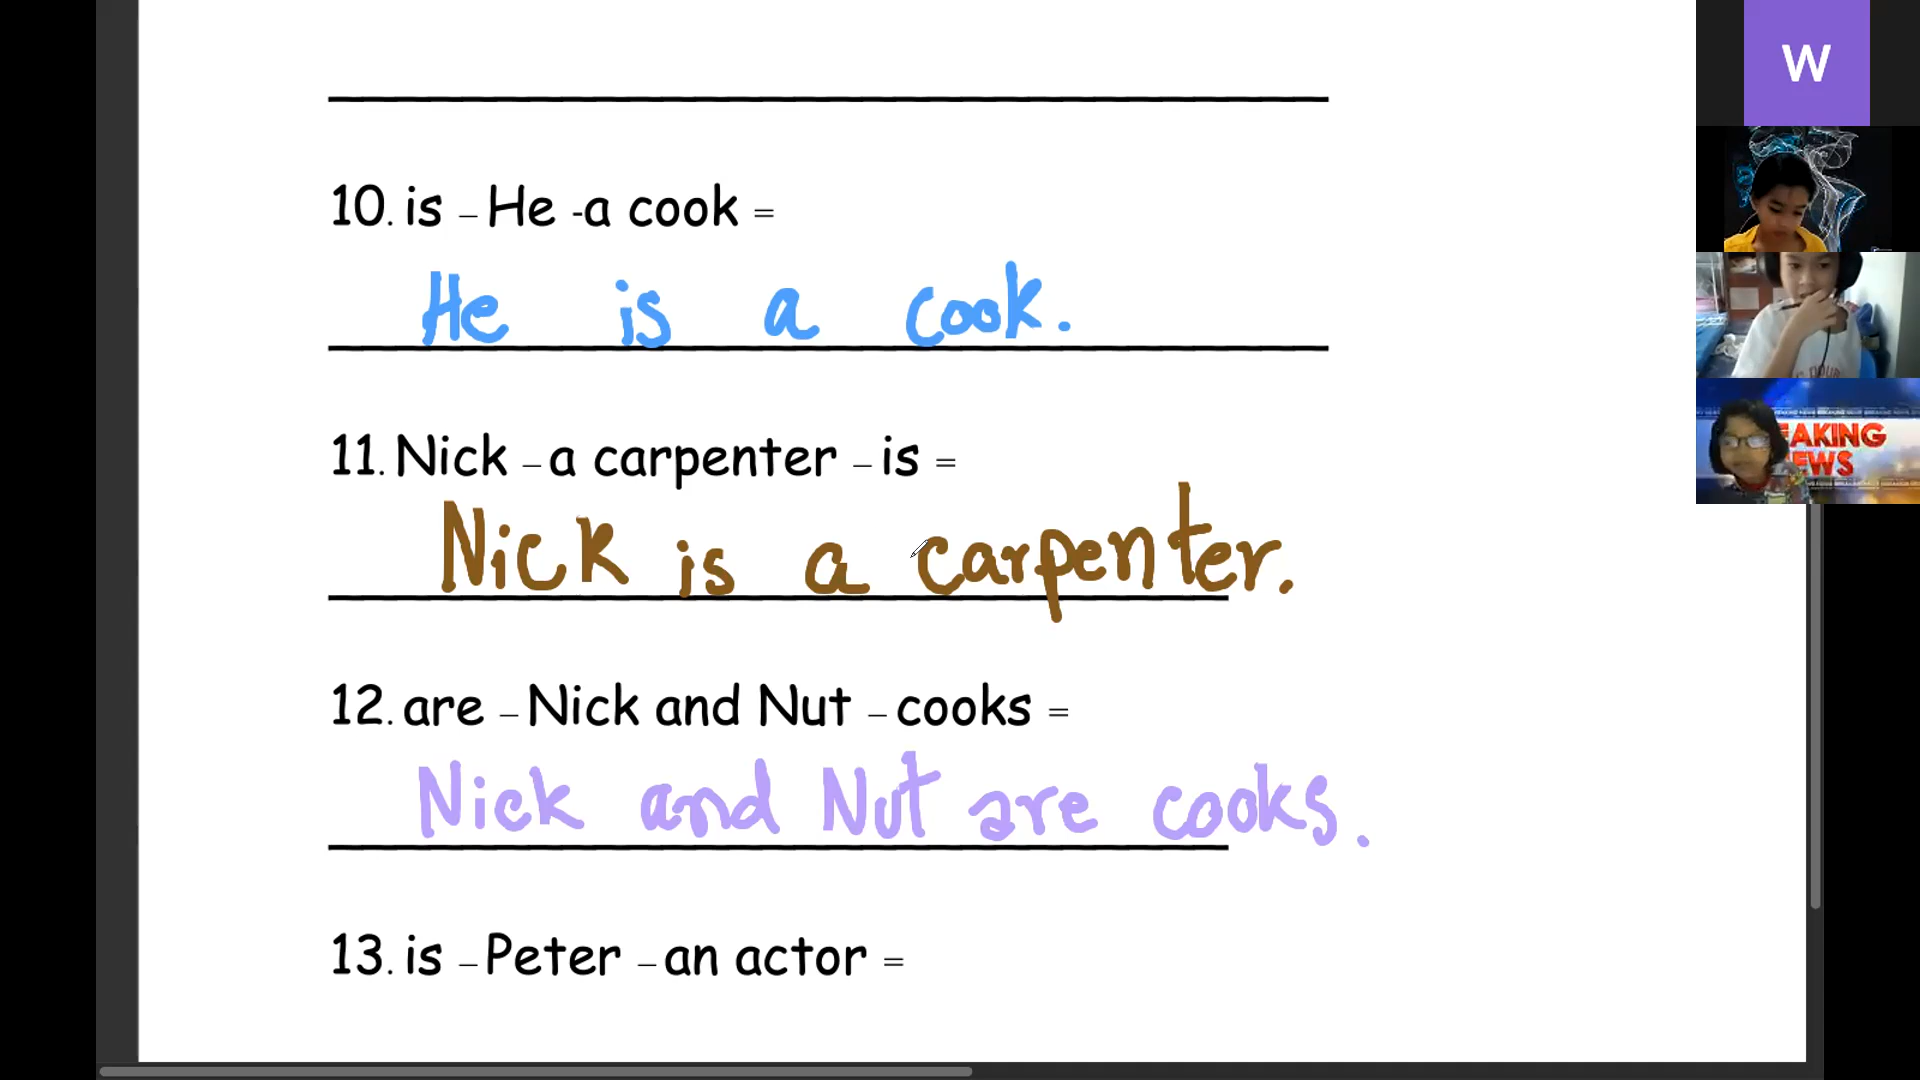 W
10. is – He -a cook =
He is a cook.
11. Nick – a carpenter – is =
Nick is a carpenter.
12. are – Nick and Nut – cooks =
Nick and Nut are cooks.
13. is – Peter – an actor =
EAKING
EWS